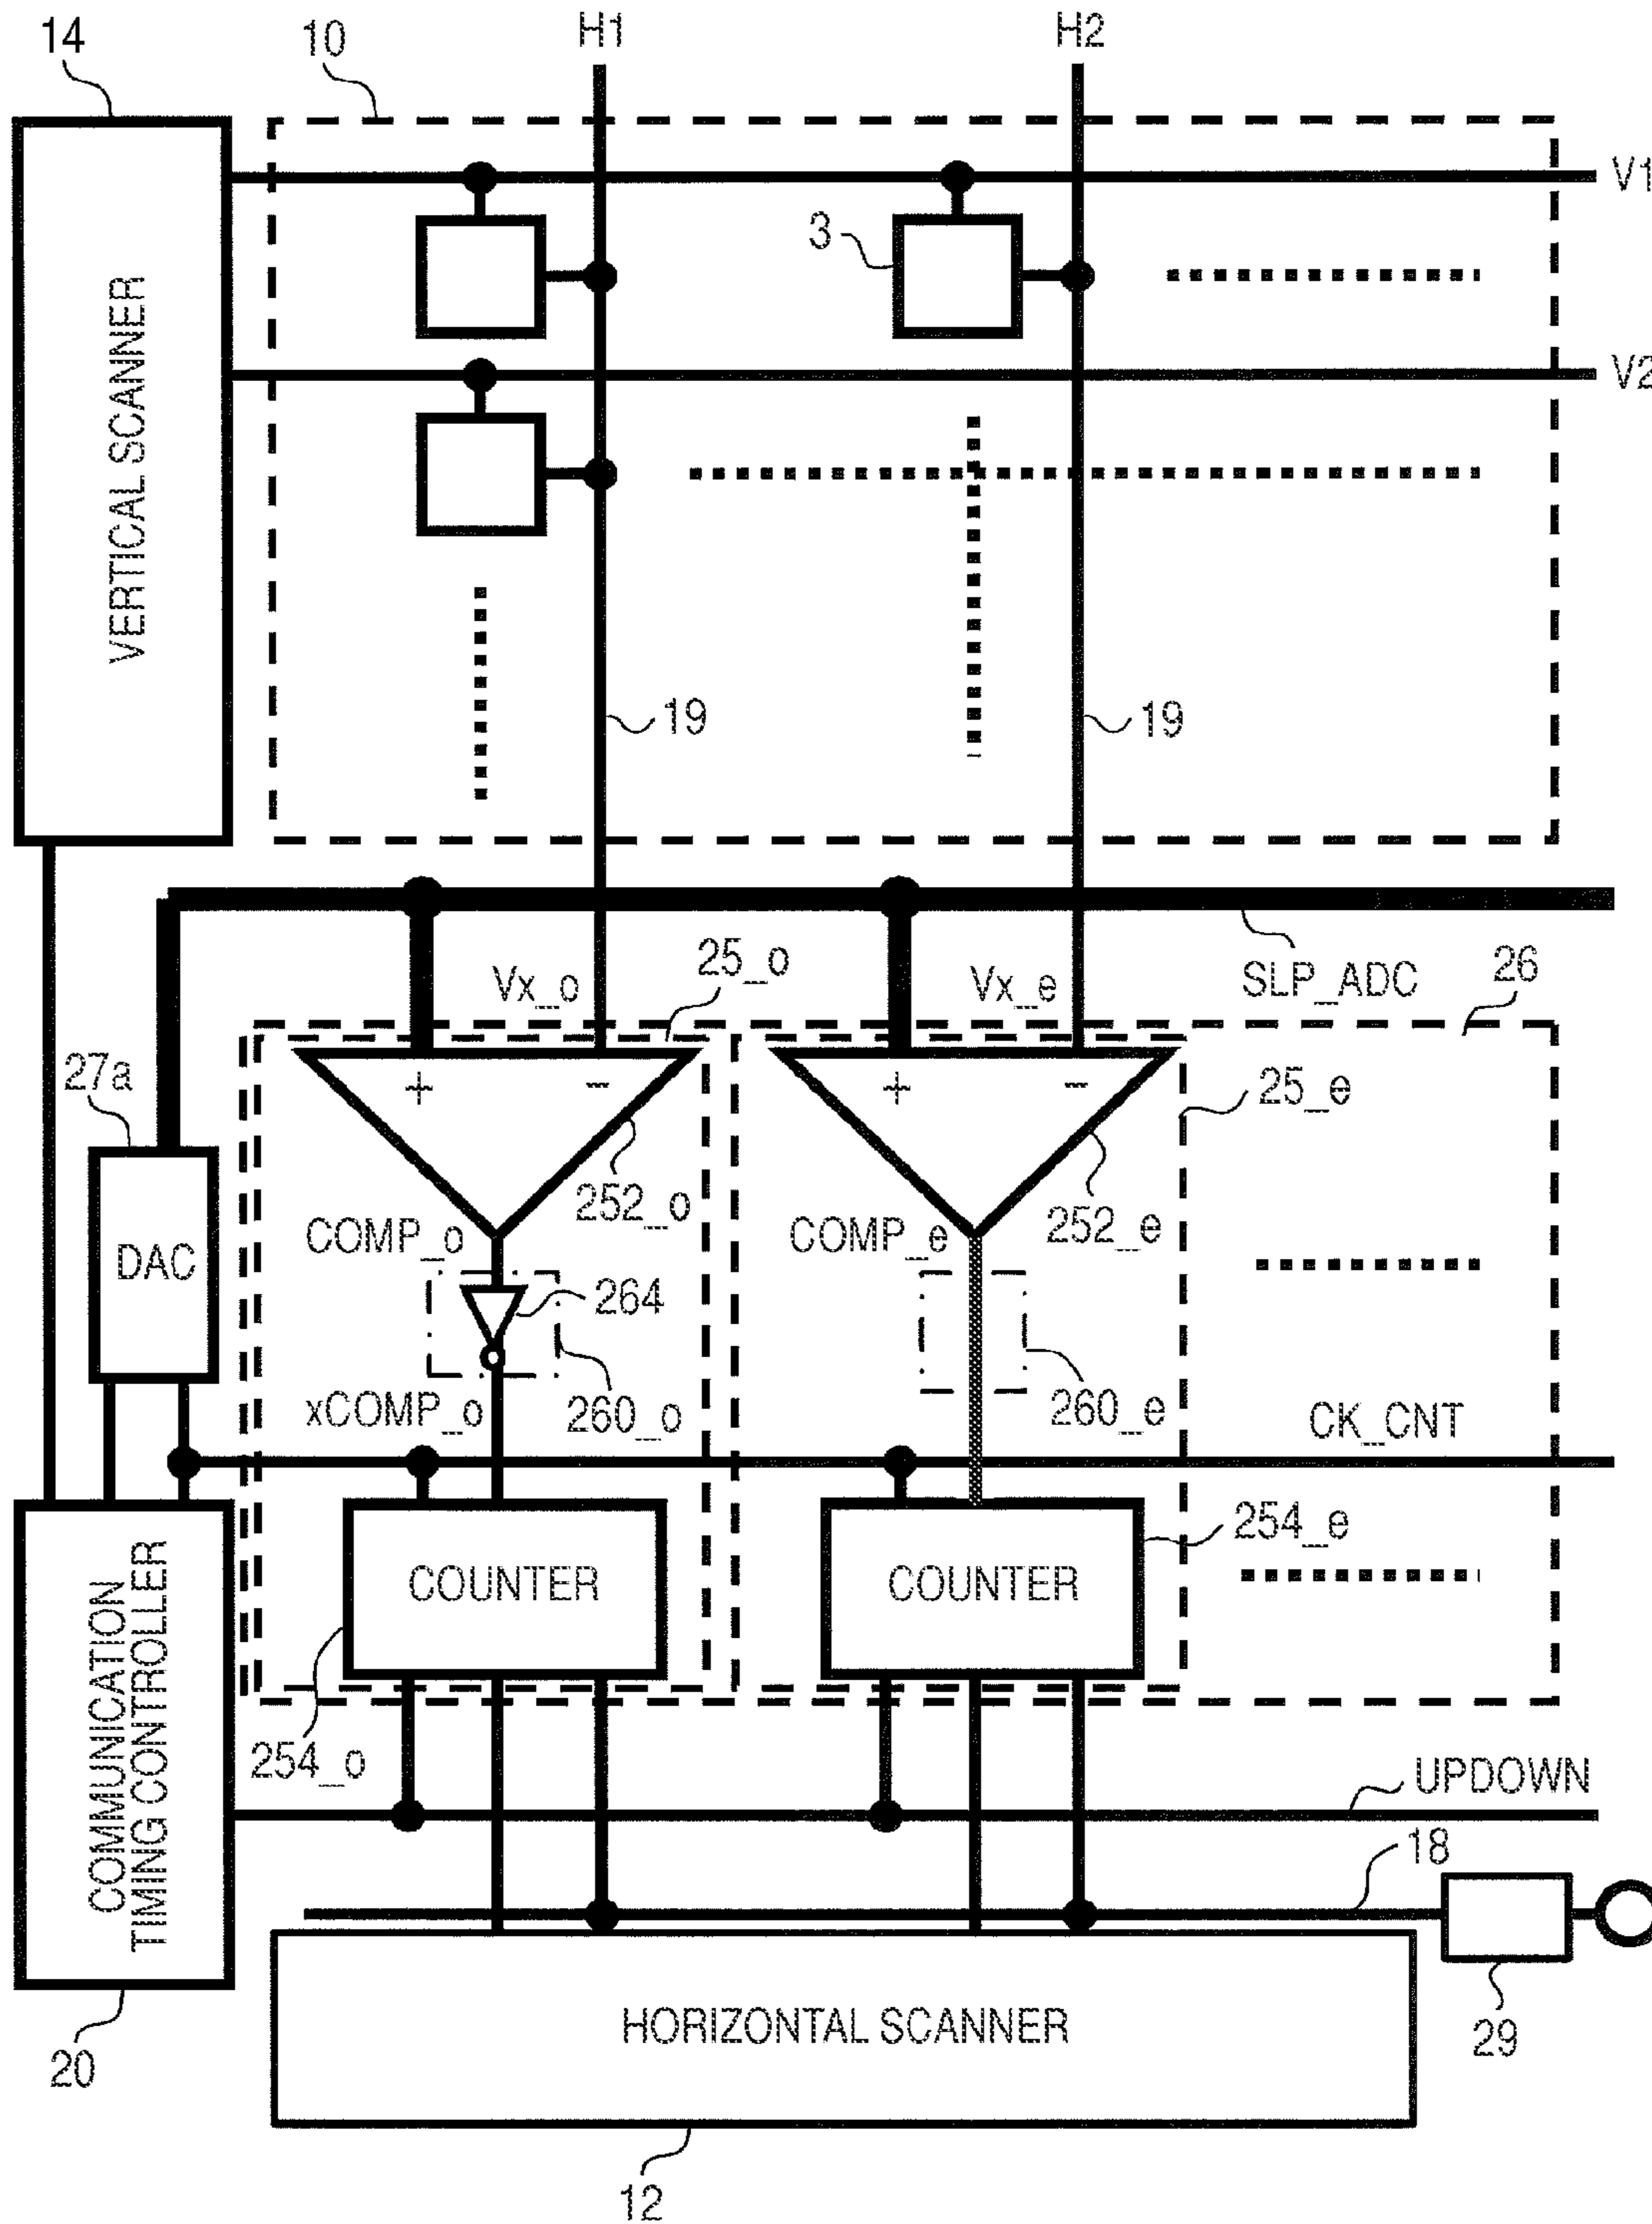 14
10
H1
H2
V1
3
VERTICAL SCANNER
V2
19
19
Vx_o
25_o
Vx_e
SLP_ADC
26
27a
+
−
+
−
25_e
252_o
252_e
COMP_o
COMP_e
DAC
264
xCOMP_o
260_o
260_e
CK_CNT
COUNTER
COUNTER
254_e
COMMUNICATION
TIMING CONTROLLER
254_o
UPDOWN
18
HORIZONTAL SCANNER
29
20
12